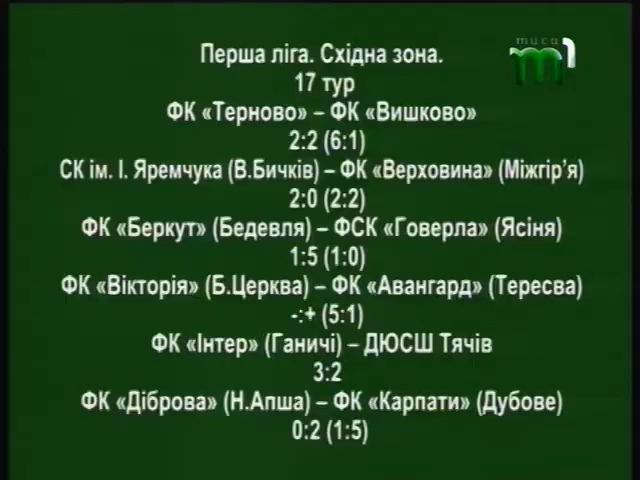 тиса
1
Перша ліга. Східна зона.
17 тур
ФК «Терново» – ФК «Вишково»
2:2 (6:1)
СК ім. І. Яремчука (В.Бичків) – ФК «Верховина» (Міжгір’я)
2:0 (2:2)
ФК «Беркут» (Бедевля) – ФСК «Говерла» (Ясіня)
1:5 (1:0)
ФК «Вікторія» (Б.Церква) – ФК «Авангард» (Тересва)
-:+ (5:1)
ФК «Інтер» (Ганичі) – ДЮСШ Тячів
3:2
ФК «Діброва» (Н.Апша) – ФК «Карпати» (Дубове)
0:2 (1:5)